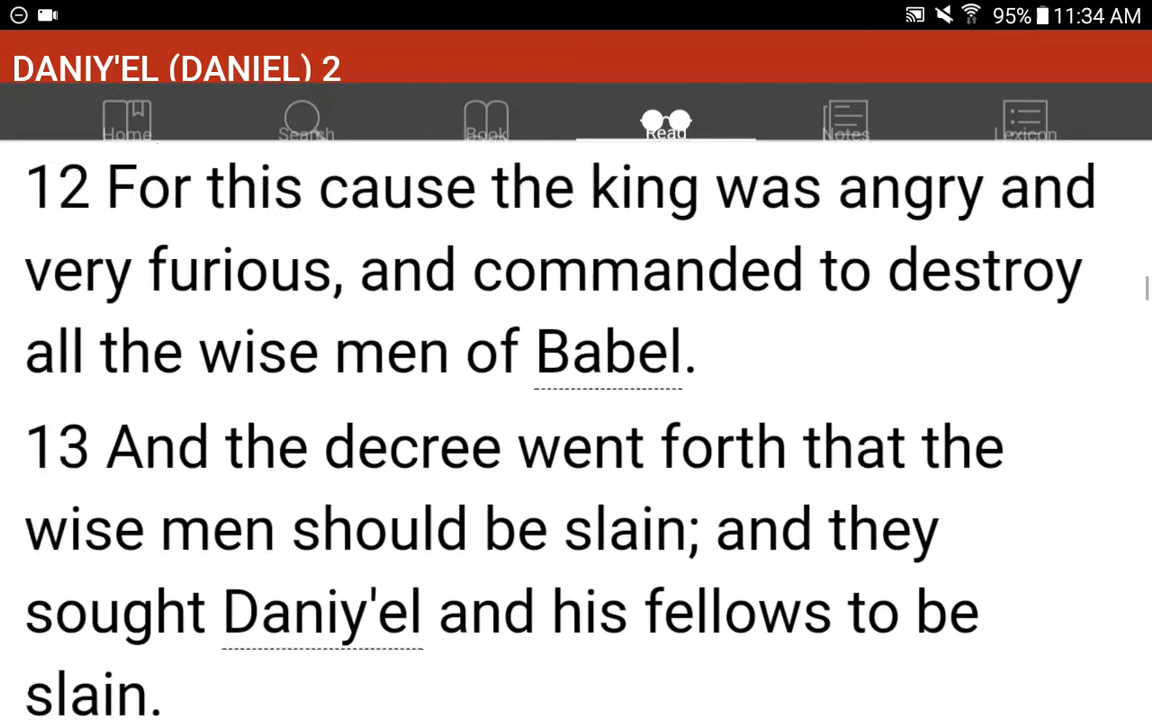 95% 11:34 AM
DANIY'EL (DANIEL) 2
Home Search Book Read Notes Lexicon
12 For this cause the king was angry and
very furious, and commanded to destroy
all the wise men of Babel.
13 And the decree went forth that the
wise men should be slain; and they
sought Daniy'el and his fellows to be
slain.